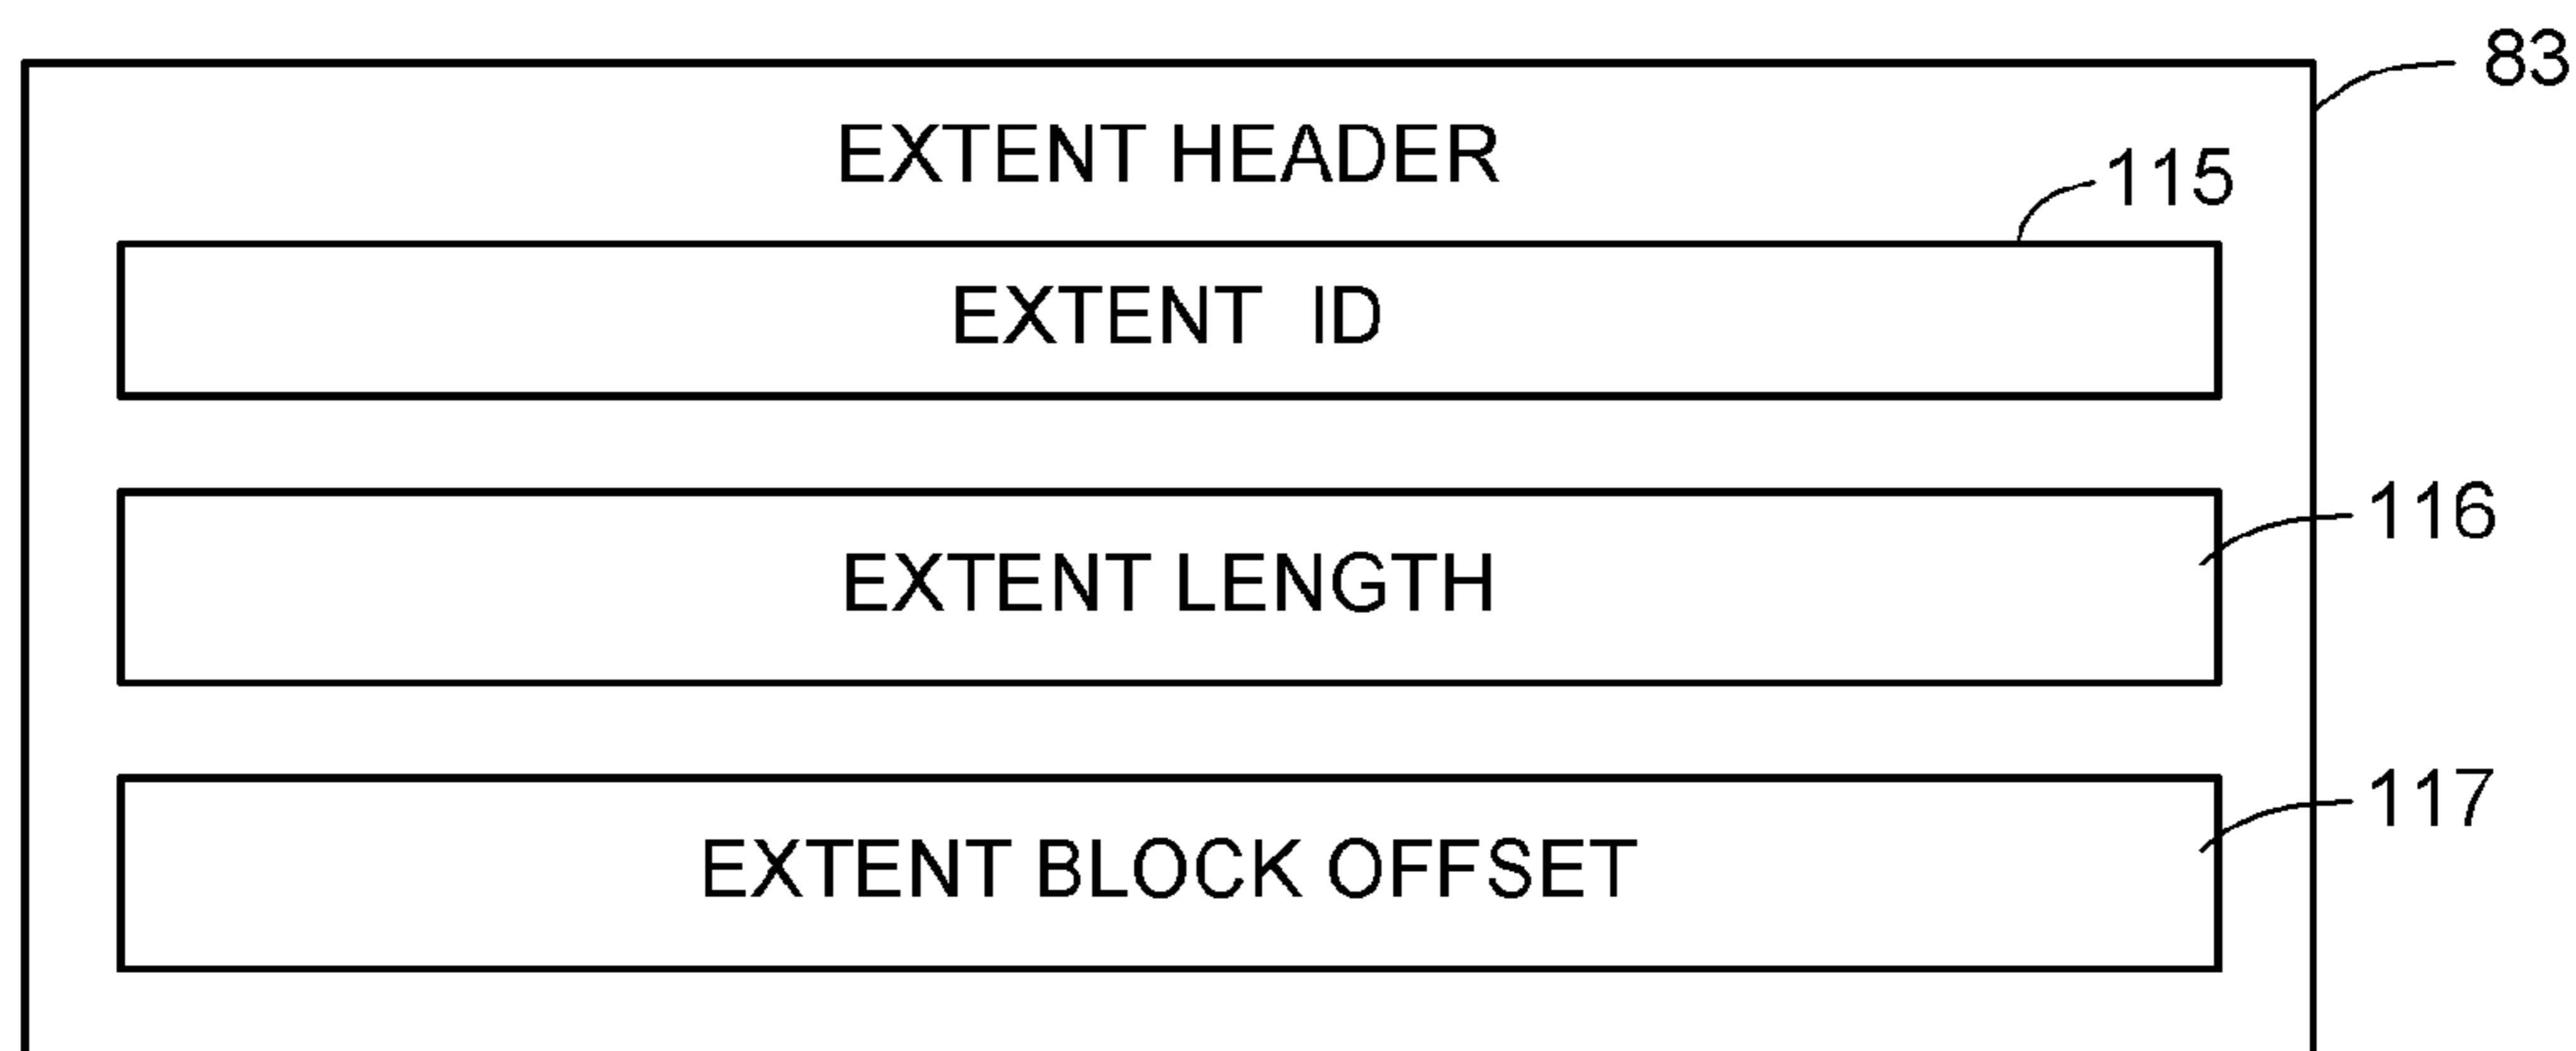 83
EXTENT HEADER
115
EXTENT ID
116
EXTENT LENGTH
117
EXTENT BLOCK OFFSET